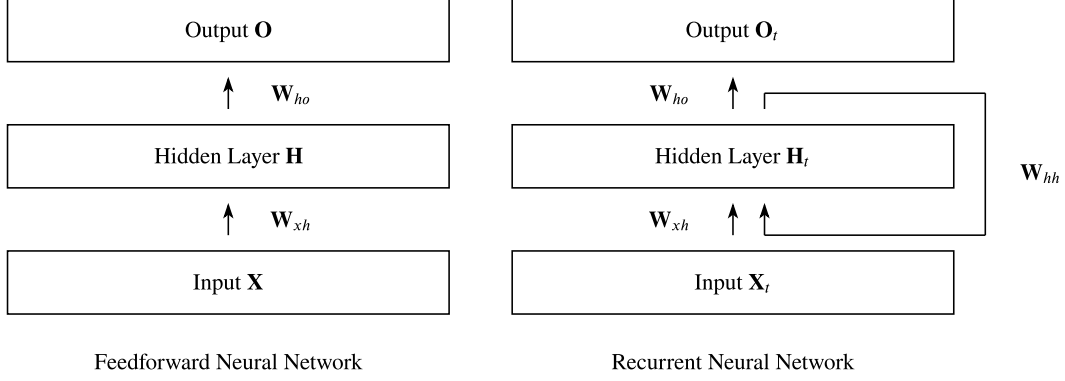 Output O
W_ho
Hidden Layer H
W_xh
Input X
Feedforward Neural Network
Output O_t
W_ho
Hidden Layer H_t
W_hh
W_xh
Input X_t
Recurrent Neural Network